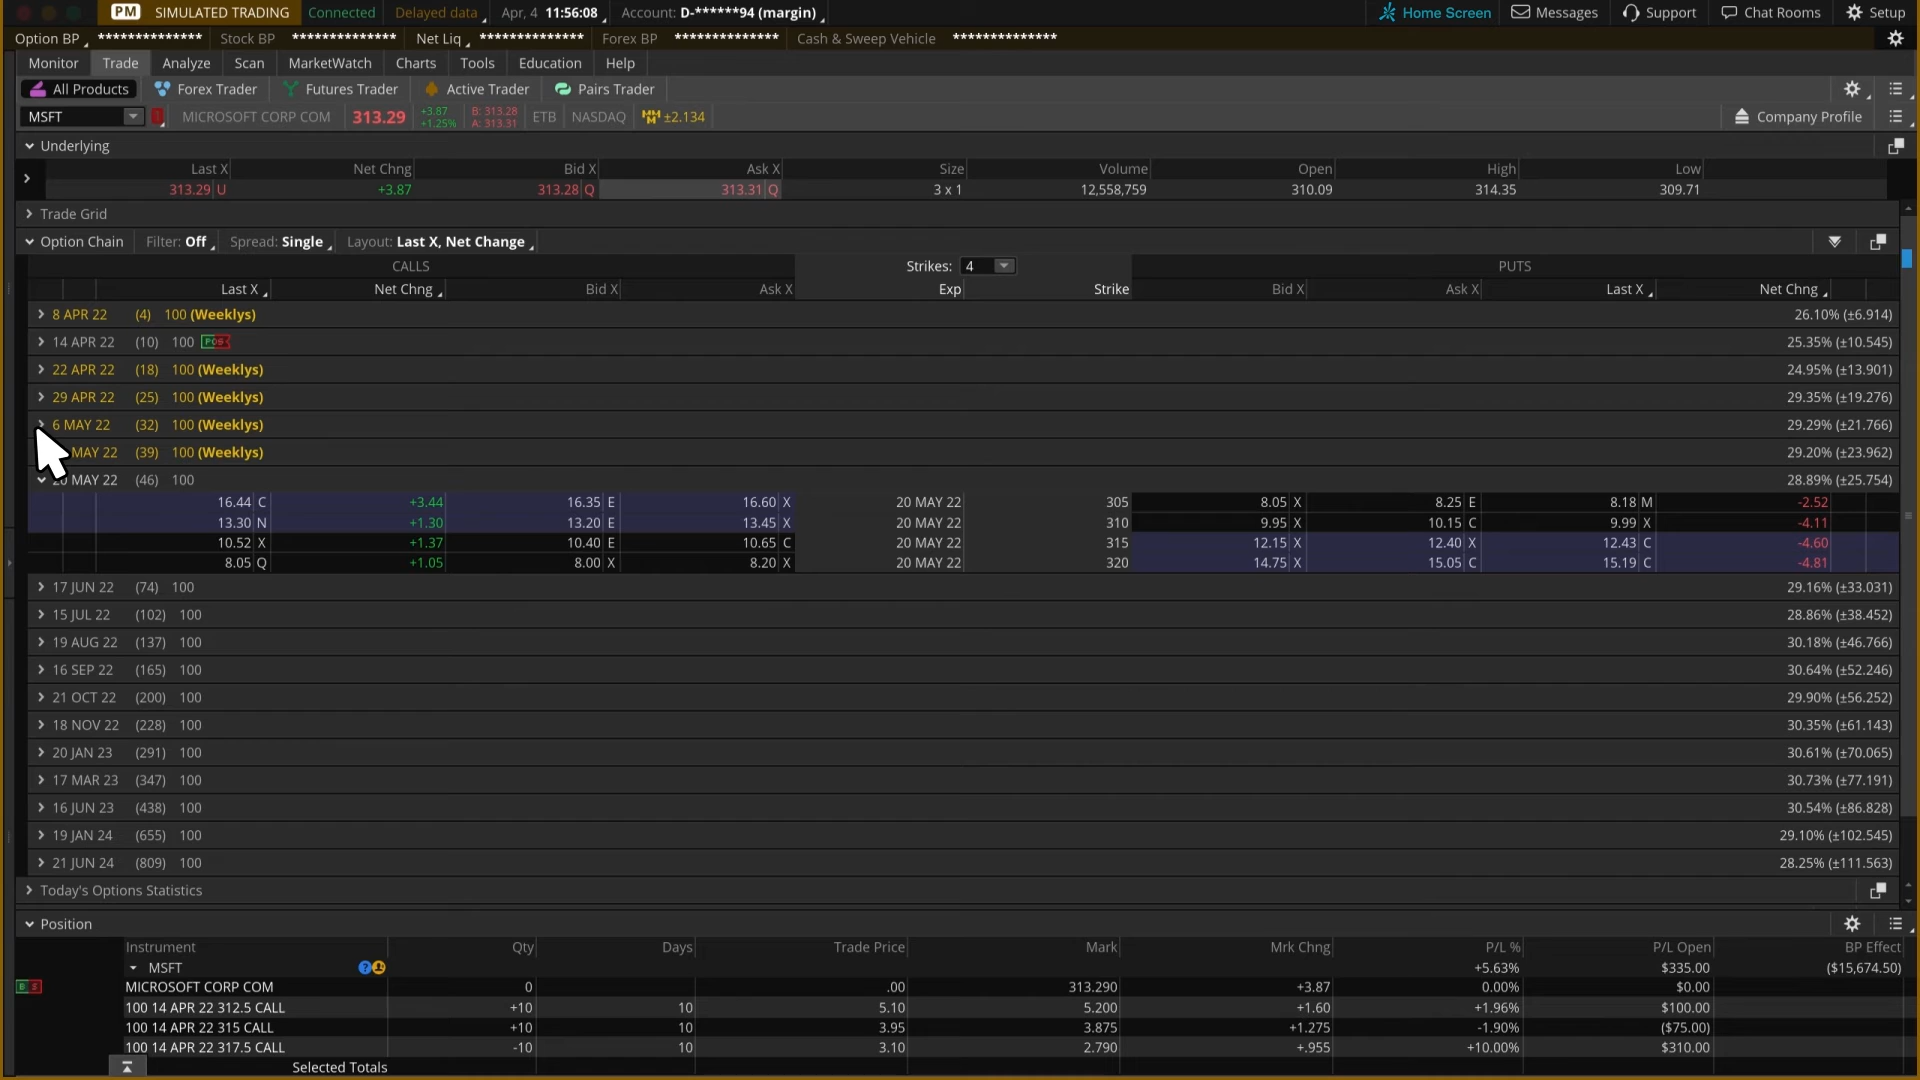 PM SIMULATED TRADING Connected Delayed data Apr, 4 11:56:08 Account: D-******94 (margin) Home Screen Messages Support Chat Rooms Setup
Option BP ************** Stock BP ************** Net Liq ************** Forex BP ************** Cash & Sweep Vehicle **************
Monitor Trade Analyze Scan MarketWatch Charts Tools Education Help
All Products Forex Trader Futures Trader Active Trader Pairs Trader
MSFT MICROSOFT CORP COM 313.29 +3.87 +1.25% B: 313.28 A: 313.31 ETB NASDAQ ±2.134 Company Profile
Underlying
Last X Net Chng Bid X Ask X Size Volume Open High Low
313.29 U +3.87 313.28 Q 313.31 Q 3 x 1 12,558,759 310.09 314.35 309.71
Trade Grid
Option Chain Filter: Off Spread: Single Layout: Last X, Net Change
CALLS Strikes: 4 PUTS
Last X Net Chng Bid X Ask X Exp Strike Bid X Ask X Last X Net Chng
8 APR 22 (4) 100 (Weeklys) 26.10% (±6.914)
14 APR 22 (10) 100 POS 25.35% (±10.545)
22 APR 22 (18) 100 (Weeklys) 24.95% (±13.901)
29 APR 22 (25) 100 (Weeklys) 29.35% (±19.276)
6 MAY 22 (32) 100 (Weeklys) 29.29% (±21.766)
MAY 22 (39) 100 (Weeklys) 29.20% (±23.962)
20 MAY 22 (46) 100 28.89% (±25.754)
16.44 C +3.44 16.35 E 16.60 X 20 MAY 22 305 8.05 X 8.25 E 8.18 M -2.52
13.30 N +1.30 13.20 E 13.45 X 20 MAY 22 310 9.95 X 10.15 C 9.99 X -4.11
10.52 X +1.37 10.40 E 10.65 C 20 MAY 22 315 12.15 X 12.40 X 12.43 C -4.60
8.05 Q +1.05 8.00 X 8.20 X 20 MAY 22 320 14.75 X 15.05 C 15.19 C -4.81
17 JUN 22 (74) 100 29.16% (±33.031)
15 JUL 22 (102) 100 28.86% (±38.452)
19 AUG 22 (137) 100 30.18% (±46.766)
16 SEP 22 (165) 100 30.64% (±52.246)
21 OCT 22 (200) 100 29.90% (±56.252)
18 NOV 22 (228) 100 30.35% (±61.143)
20 JAN 23 (291) 100 30.61% (±70.065)
17 MAR 23 (347) 100 30.73% (±77.191)
16 JUN 23 (438) 100 30.54% (±86.828)
19 JAN 24 (655) 100 29.10% (±102.545)
21 JUN 24 (809) 100 28.25% (±111.563)
Today's Options Statistics
Position
Instrument Qty Days Trade Price Mark Mrk Chng P/L % P/L Open BP Effect
MSFT +5.63% $335.00 ($15,674.50)
B S MICROSOFT CORP COM 0 .00 313.290 +3.87 0.00% $0.00
100 14 APR 22 312.5 CALL +10 10 5.10 5.200 +1.60 +1.96% $100.00
100 14 APR 22 315 CALL +10 10 3.95 3.875 +1.275 -1.90% ($75.00)
100 14 APR 22 317.5 CALL -10 10 3.10 2.790 +.955 +10.00% $310.00
Selected Totals